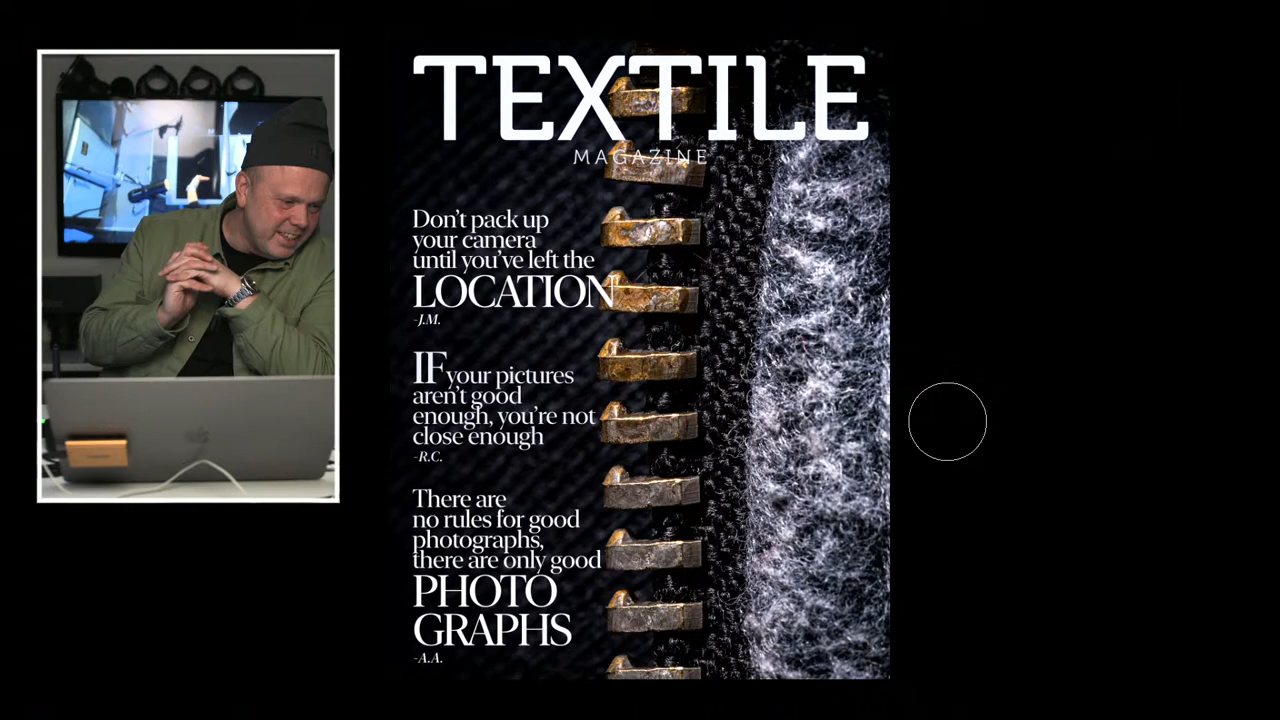 TEXTILE
MAGAZINE
Don't pack up
your camera
until you've left the
LOCATION
-J.M.
IF your pictures
aren't good
enough, you're not
close enough
-R.C.
There are
no rules for good
photographs,
there are only good
PHOTO
GRAPHS
-A.A.